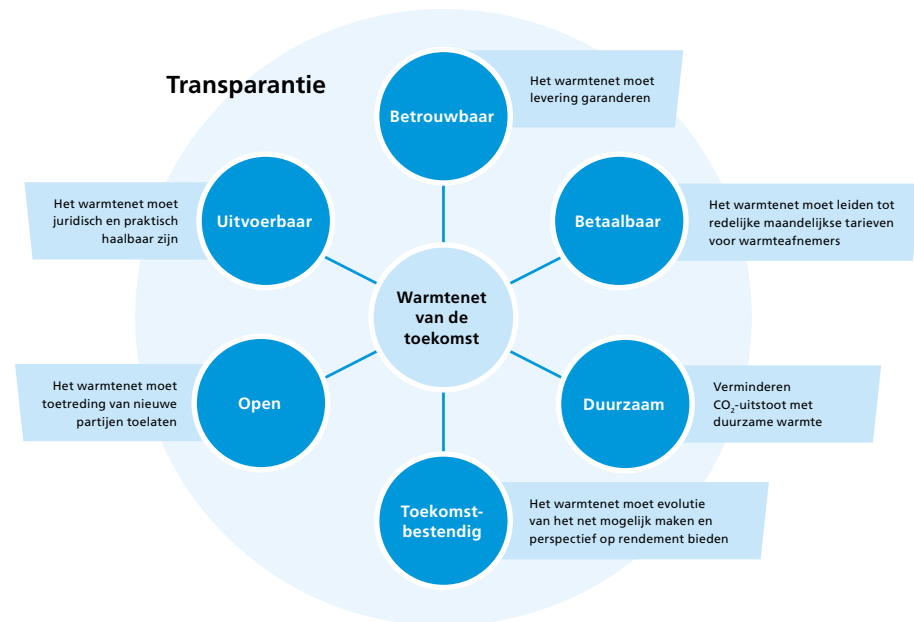 Transparantie
Betrouwbaar
Het warmtenet moet
levering garanderen
Uitvoerbaar
Het warmtenet moet
juridisch en praktisch
haalbaar zijn
Betaalbaar
Het warmtenet moet leiden tot
redelijke maandelijkse tarieven
voor warmteafnemers
Warmtenet
van de
toekomst
Open
Het warmtenet moet
toetreding van nieuwe
partijen toelaten
Duurzaam
Verminderen
CO₂-uitstoot met
duurzame warmte
Toekomst-
bestendig
Het warmtenet moet evolutie
van het net mogelijk maken en
perspectief op rendement bieden